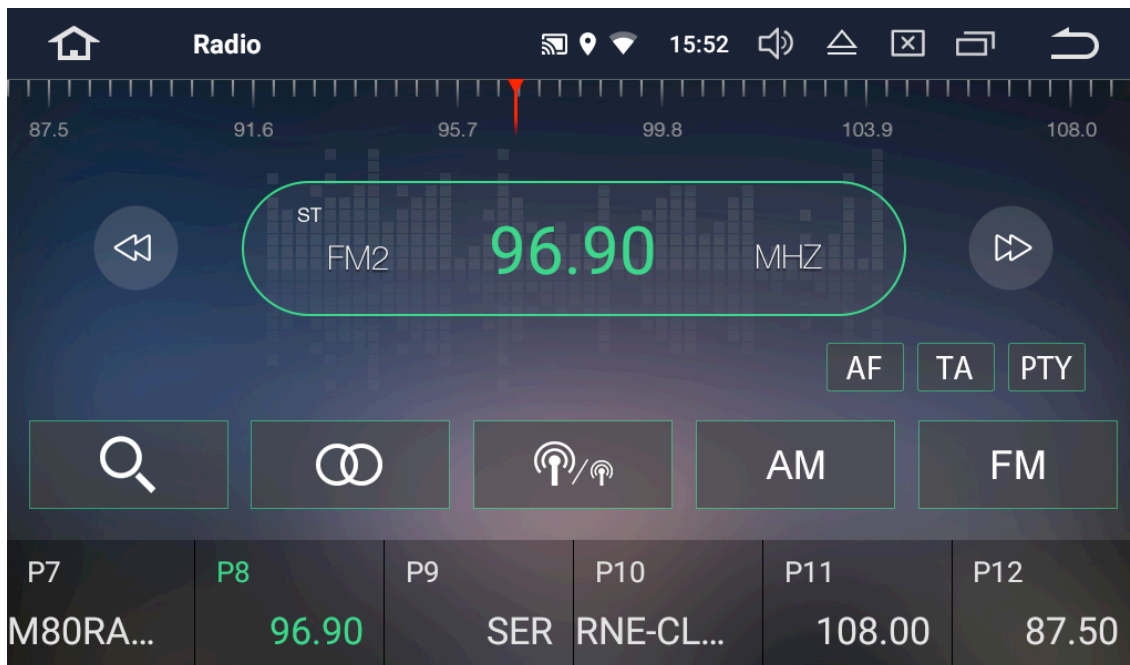 Radio 15:52
87.5 91.6 95.7 99.8 103.9 108.0
ST
FM2 96.90 MHZ
AF TA PTY
AM FM
P7 P8 P9 P10 P11 P12
M80RA... 96.90 SER RNE-CL... 108.00 87.50